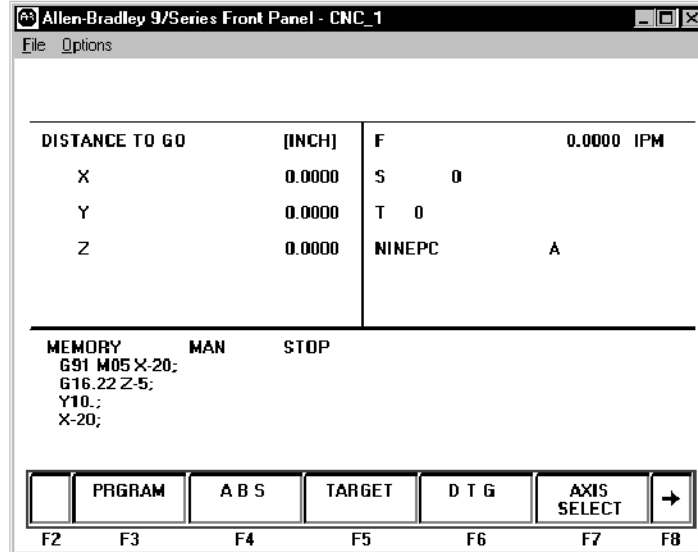 Allen-Bradley 9/Series Front Panel - CNC_1
File Options
DISTANCE TO GO [INCH] F 0.0000 IPM
X 0.0000 S 0
Y 0.0000 T 0
Z 0.0000 NINEPC A
MEMORY MAN STOP
G91 M05 X-20;
G16.22 Z-5;
Y10.;
X-20;
PRGRAM A B S TARGET D T G AXIS SELECT →
F2 F3 F4 F5 F6 F7 F8